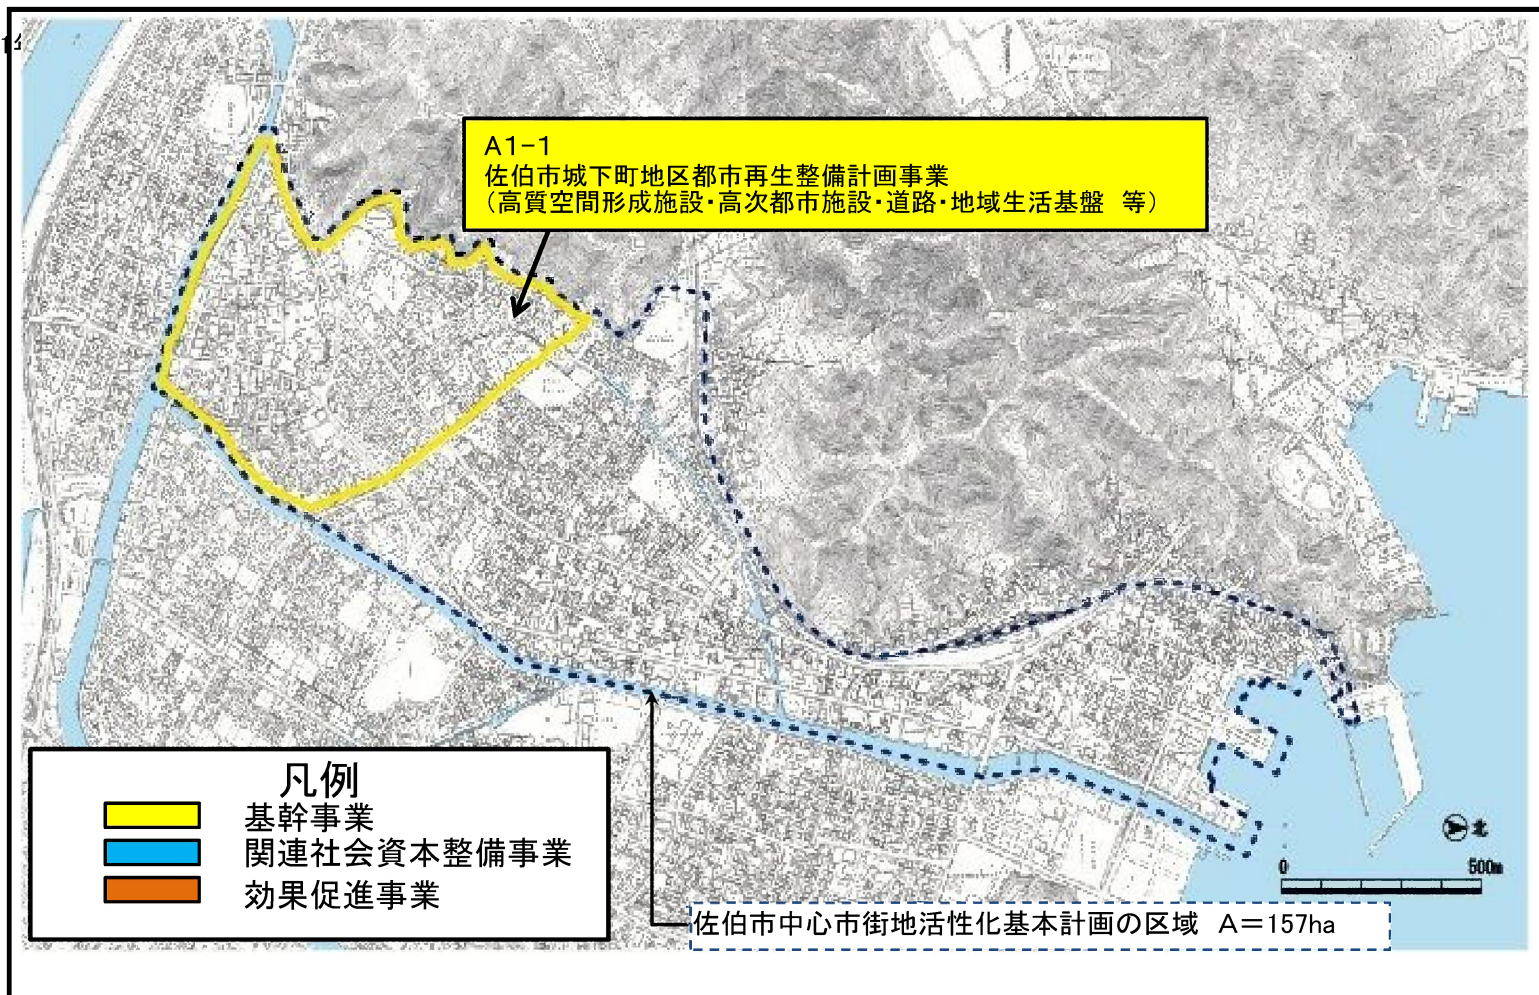 A1-1
佐伯市城下町地区都市再生整備計画事業
（高質空間形成施設・高次都市施設・道路・地域生活基盤　等）
凡例
基幹事業
関連社会資本整備事業
効果促進事業
北
0　500m
佐伯市中心市街地活性化基本計画の区域　A＝157ha